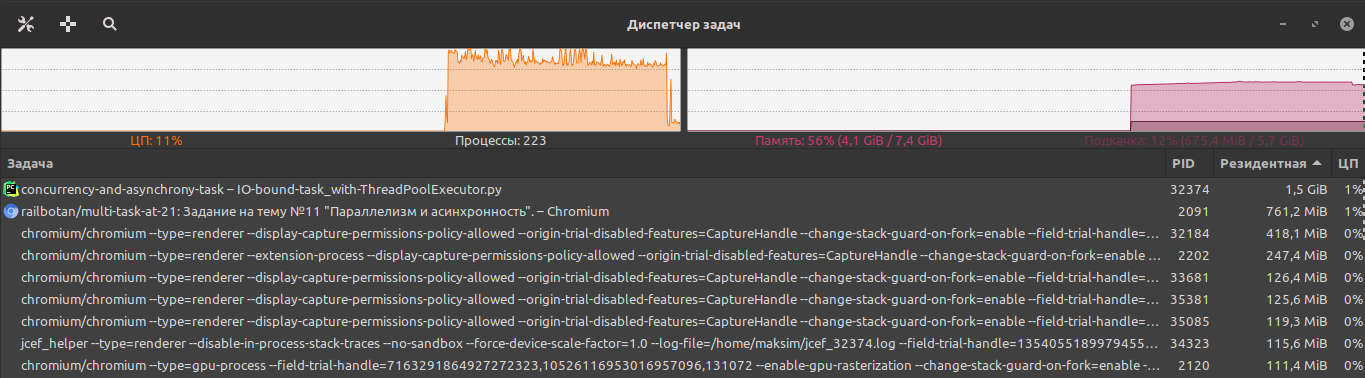 Диспетчер задач
ЦП: 11% Процессы: 223 Память: 56% (4,1 GiB / 7,4 GiB) Подкачка: 12% (675,4 MiB / 5,7 GiB)
Задача PID Резидентная ЦП
PC concurrency-and-asynchrony-task – IO-bound-task_with-ThreadPoolExecutor.py 32374 1,5 GiB 1%
railbotan/multi-task-at-21: Задание на тему №11 "Параллелизм и асинхронность". – Chromium 2091 761,2 MiB 1%
chromium/chromium --type=renderer --display-capture-permissions-policy-allowed --origin-trial-disabled-features=CaptureHandle --change-stack-guard-on-fork=enable --field-trial-handle=... 32184 418,1 MiB 0%
chromium/chromium --type=renderer --extension-process --display-capture-permissions-policy-allowed --origin-trial-disabled-features=CaptureHandle --change-stack-guard-on-fork=enable ... 2202 247,4 MiB 0%
chromium/chromium --type=renderer --display-capture-permissions-policy-allowed --origin-trial-disabled-features=CaptureHandle --change-stack-guard-on-fork=enable --field-trial-handle=... 33681 126,4 MiB 0%
chromium/chromium --type=renderer --display-capture-permissions-policy-allowed --origin-trial-disabled-features=CaptureHandle --change-stack-guard-on-fork=enable --field-trial-handle=... 35381 125,6 MiB 0%
chromium/chromium --type=renderer --display-capture-permissions-policy-allowed --origin-trial-disabled-features=CaptureHandle --change-stack-guard-on-fork=enable --field-trial-handle=... 35085 119,3 MiB 0%
jcef_helper --type=renderer --disable-in-process-stack-traces --no-sandbox --force-device-scale-factor=1.0 --log-file=/home/maksim/jcef_32374.log --field-trial-handle=1354055189979455... 34323 115,6 MiB 0%
chromium/chromium --type=gpu-process --field-trial-handle=7163291864927272323,10526116953016957096,131072 --enable-gpu-rasterization --change-stack-guard-on-fork=enable --gpu-pref... 2120 111,4 MiB 0%